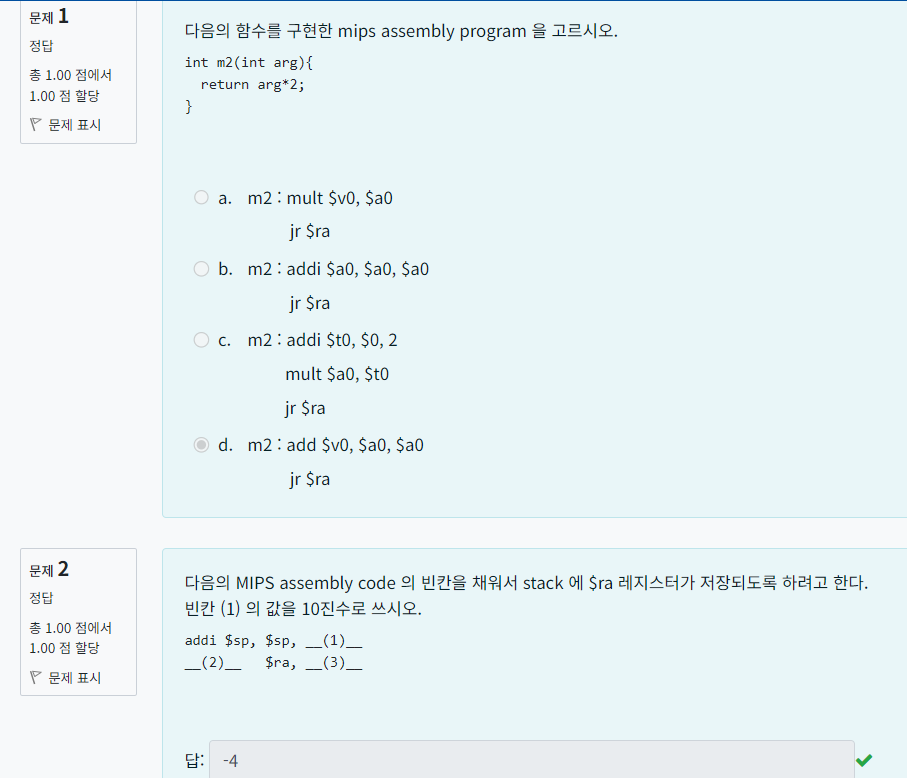 문제 1
정답
총 1.00 점에서
1.00 점 할당
문제 표시
다음의 함수를 구현한 mips assembly program 을 고르시오.
int m2(int arg){
  return arg*2;
}
a. m2 : mult $v0, $a0
jr $ra
b. m2 : addi $a0, $a0, $a0
jr $ra
c. m2 : addi $t0, $0, 2
mult $a0, $t0
jr $ra
d. m2 : add $v0, $a0, $a0
jr $ra
문제 2
정답
총 1.00 점에서
1.00 점 할당
문제 표시
다음의 MIPS assembly code 의 빈칸을 채워서 stack 에 $ra 레지스터가 저장되도록 하려고 한다.
빈칸 (1) 의 값을 10진수로 쓰시오.
addi $sp, $sp, __(1)__
__(2)__   $ra, __(3)__
답: -4